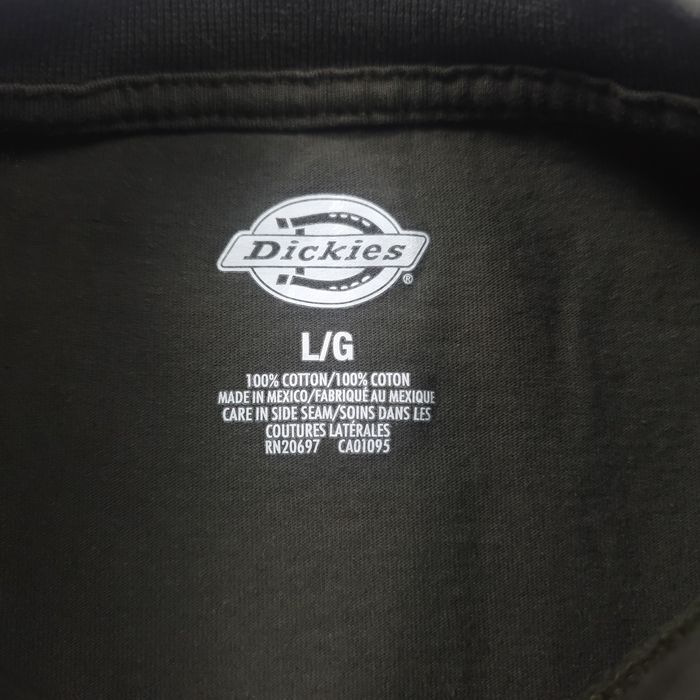 Dickies®
L/G
100% COTTON/100% COTON
MADE IN MEXICO/FABRIQUÉ AU MEXIQUE
CARE IN SIDE SEAM/SOINS DANS LES
COUTURES LATÉRALES
RN20697 CA01095